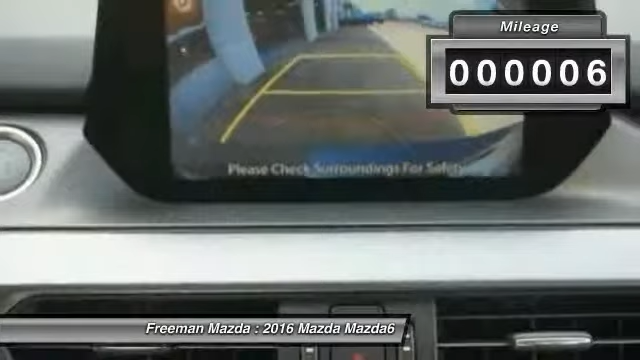 Mileage
000006
Please Check Surroundings For Safety
Freeman Mazda : 2016 Mazda Mazda6